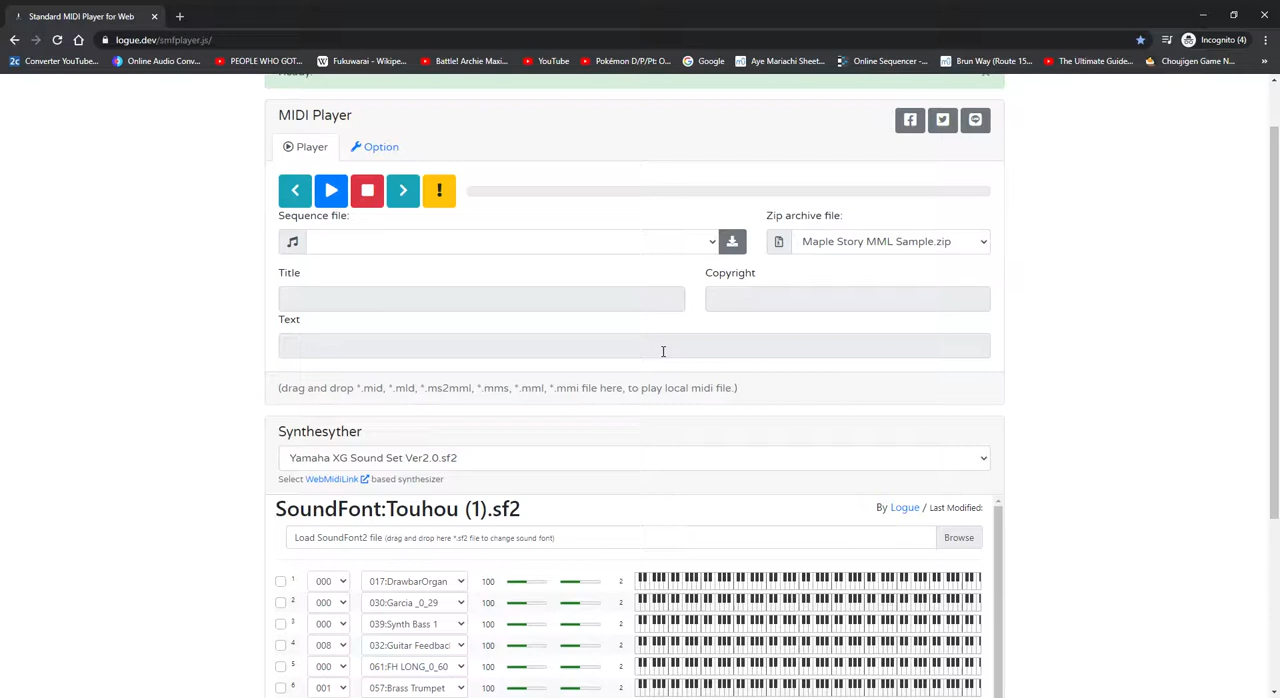 Standard MIDI Player for Web
logue.dev/smfplayer.js/
Incognito (4)
Converter YouTube...
Online Audio Conv...
PEOPLE WHO GOT...
Fukuwarai - Wikipe...
Battle! Archie Maxi...
YouTube
Pokémon D/P/Pt: O...
Google
Aye Mariachi Sheet...
Online Sequencer -...
Brun Way (Route 15...
The Ultimate Guide...
Choujigen Game N...
MIDI Player
Player
Option
Sequence file:
Zip archive file:
Maple Story MML Sample.zip
Title
Copyright
Text
(drag and drop *.mid, *.mld, *.ms2mml, *.mms, *.mml, *.mmi file here, to play local midi file.)
Synthesyther
Yamaha XG Sound Set Ver2.0.sf2
Select WebMidiLink based synthesizer
SoundFont:Touhou (1).sf2
By Logue / Last Modified:
Load SoundFont2 file (drag and drop here *.sf2 file to change sound font)
Browse
1 000 017:DrawbarOrgan 100 2
2 000 030:Garcia _0_29 100 2
3 000 039:Synth Bass 1 100 2
4 008 032:Guitar Feedbac 100 2
5 000 061:FH LONG_0_60 100 2
6 001 057:Brass Trumpet 100 2